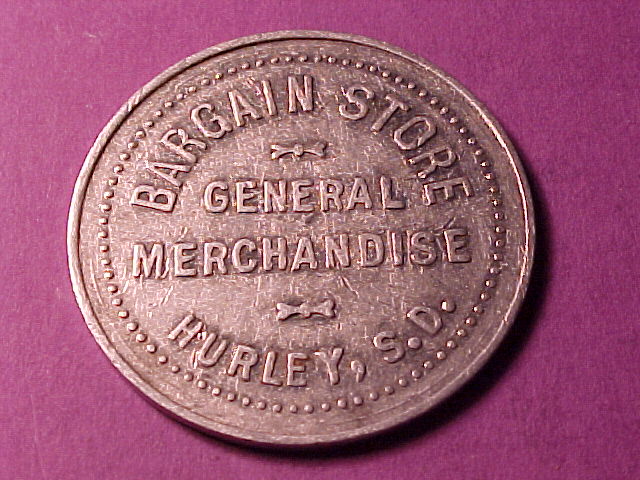 BARGAIN STORE
GENERAL
MERCHANDISE
HURLEY, S.D.